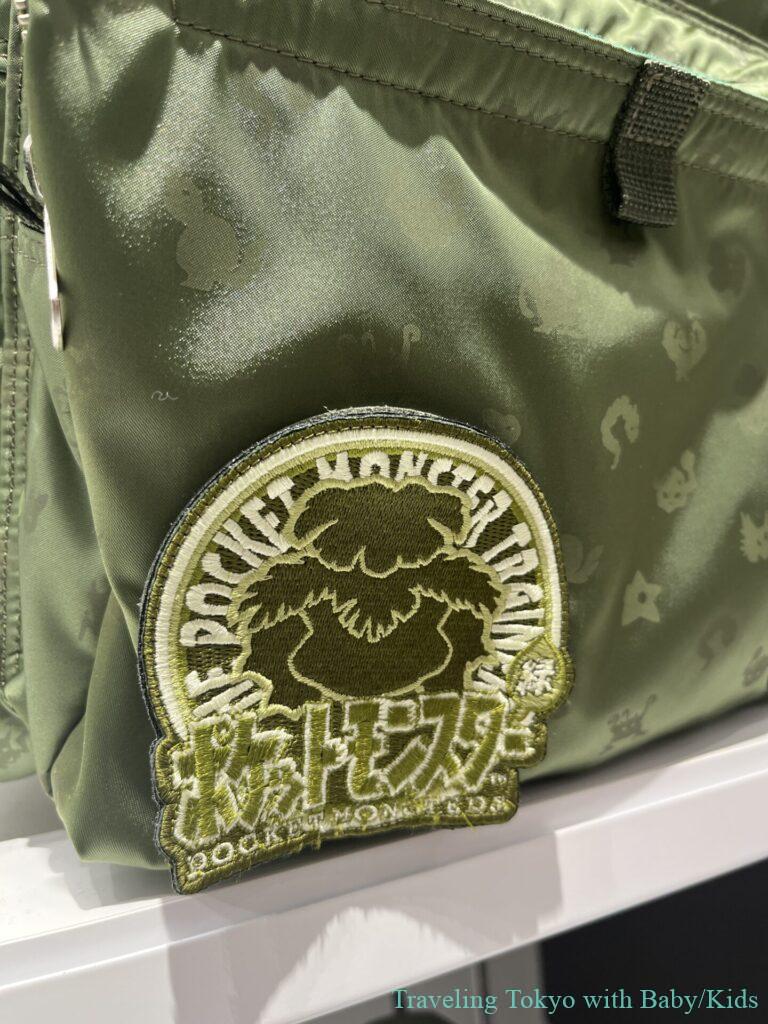 POCKET MONSTER TRAIN
緑
ポケットモンスター
POCKET MONSTERS
Traveling Tokyo with Baby/Kids